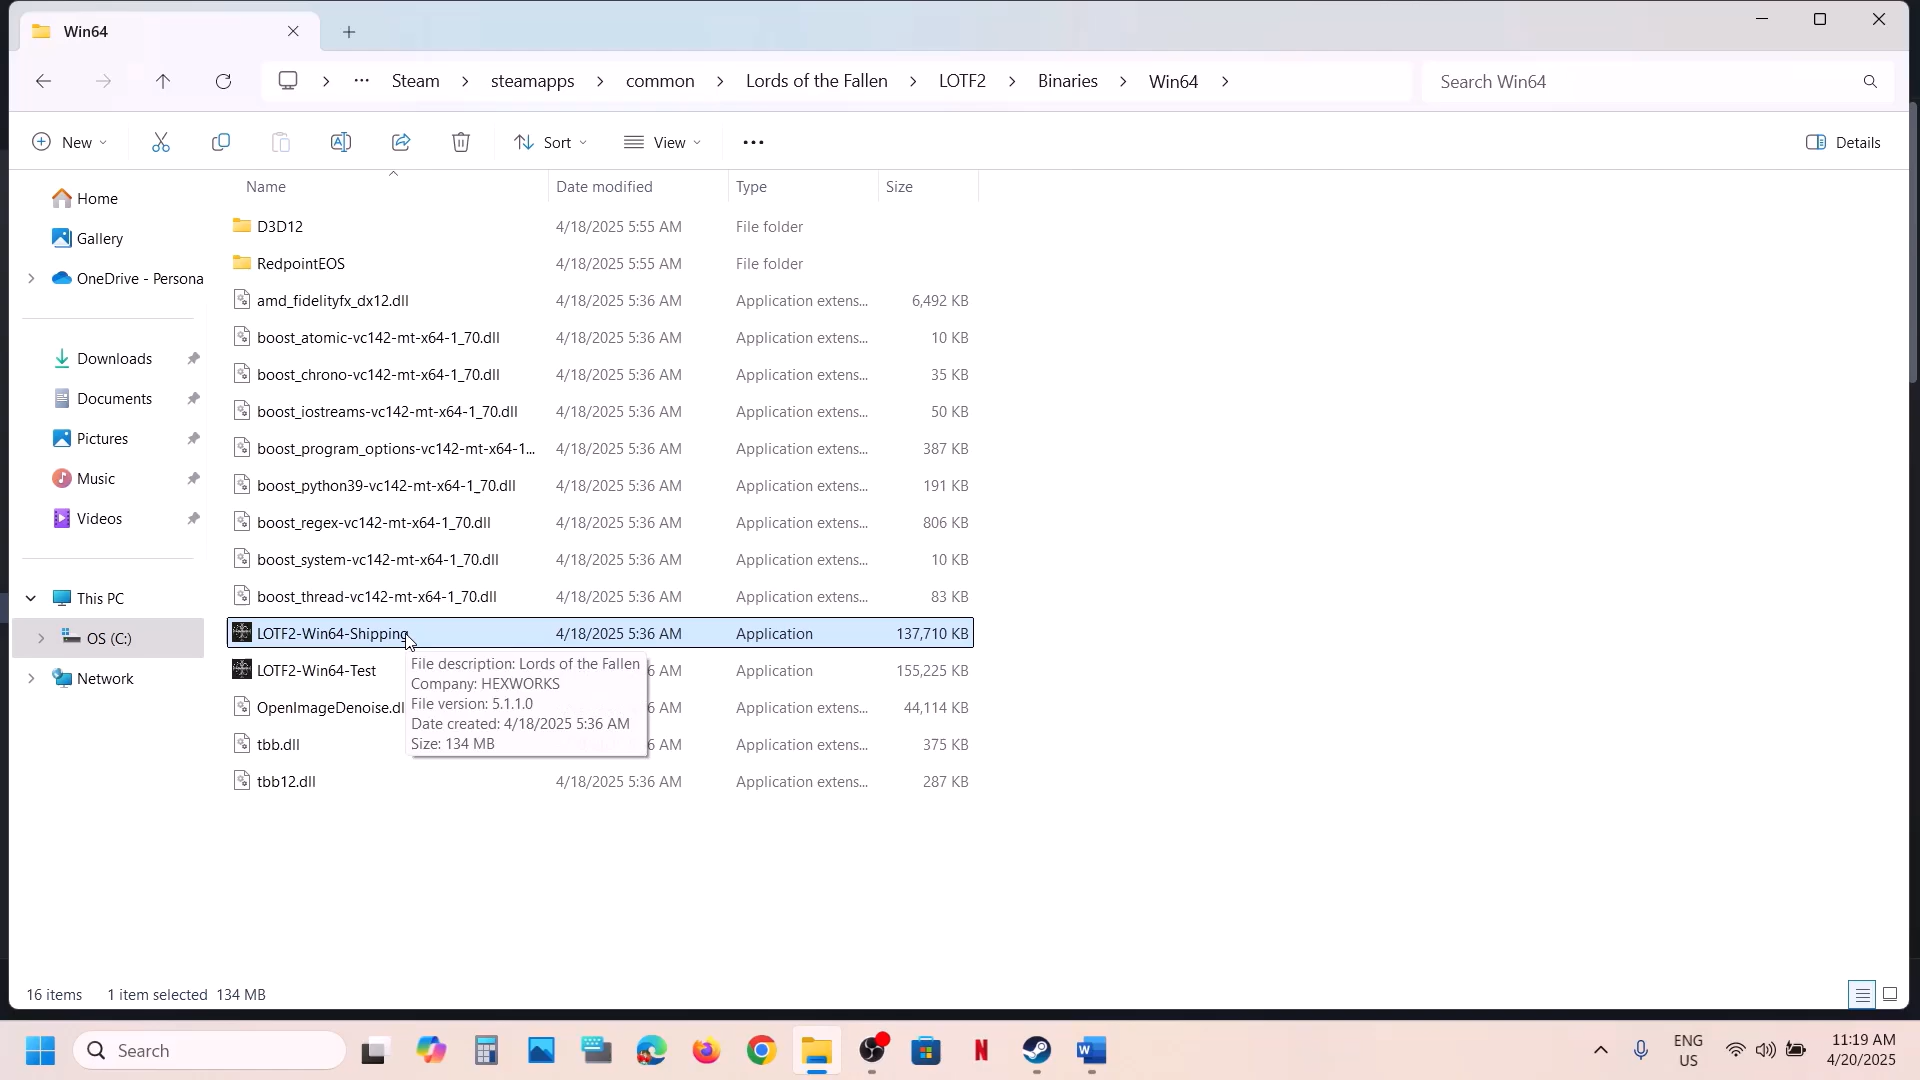 Win64
Steam steamapps common Lords of the Fallen LOTF2 Binaries Win64
Search Win64
New Sort View Details
Name Date modified Type Size
Home
Gallery
OneDrive - Persona
Downloads
Documents
Pictures
Music
Videos
This PC
OS (C:)
Network
D3D12 4/18/2025 5:55 AM File folder
RedpointEOS 4/18/2025 5:55 AM File folder
amd_fidelityfx_dx12.dll 4/18/2025 5:36 AM Application extens... 6,492 KB
boost_atomic-vc142-mt-x64-1_70.dll 4/18/2025 5:36 AM Application extens... 10 KB
boost_chrono-vc142-mt-x64-1_70.dll 4/18/2025 5:36 AM Application extens... 35 KB
boost_iostreams-vc142-mt-x64-1_70.dll 4/18/2025 5:36 AM Application extens... 50 KB
boost_program_options-vc142-mt-x64-1... 4/18/2025 5:36 AM Application extens... 387 KB
boost_python39-vc142-mt-x64-1_70.dll 4/18/2025 5:36 AM Application extens... 191 KB
boost_regex-vc142-mt-x64-1_70.dll 4/18/2025 5:36 AM Application extens... 806 KB
boost_system-vc142-mt-x64-1_70.dll 4/18/2025 5:36 AM Application extens... 10 KB
boost_thread-vc142-mt-x64-1_70.dll 4/18/2025 5:36 AM Application extens... 83 KB
LOTF2-Win64-Shipping 4/18/2025 5:36 AM Application 137,710 KB
LOTF2-Win64-Test 6 AM Application 155,225 KB
OpenImageDenoise.dl 6 AM Application extens... 44,114 KB
tbb.dll 6 AM Application extens... 375 KB
tbb12.dll 4/18/2025 5:36 AM Application extens... 287 KB
File description: Lords of the Fallen
Company: HEXWORKS
File version: 5.1.1.0
Date created: 4/18/2025 5:36 AM
Size: 134 MB
16 items 1 item selected 134 MB
Search
ENG
US
11:19 AM
4/20/2025